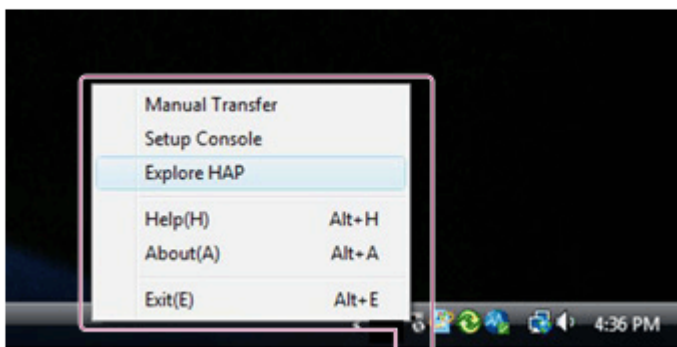 Manual Transfer
Setup Console
Explore HAP
Help(H) Alt+H
About(A) Alt+A
Exit(E) Alt+E
4:36 PM